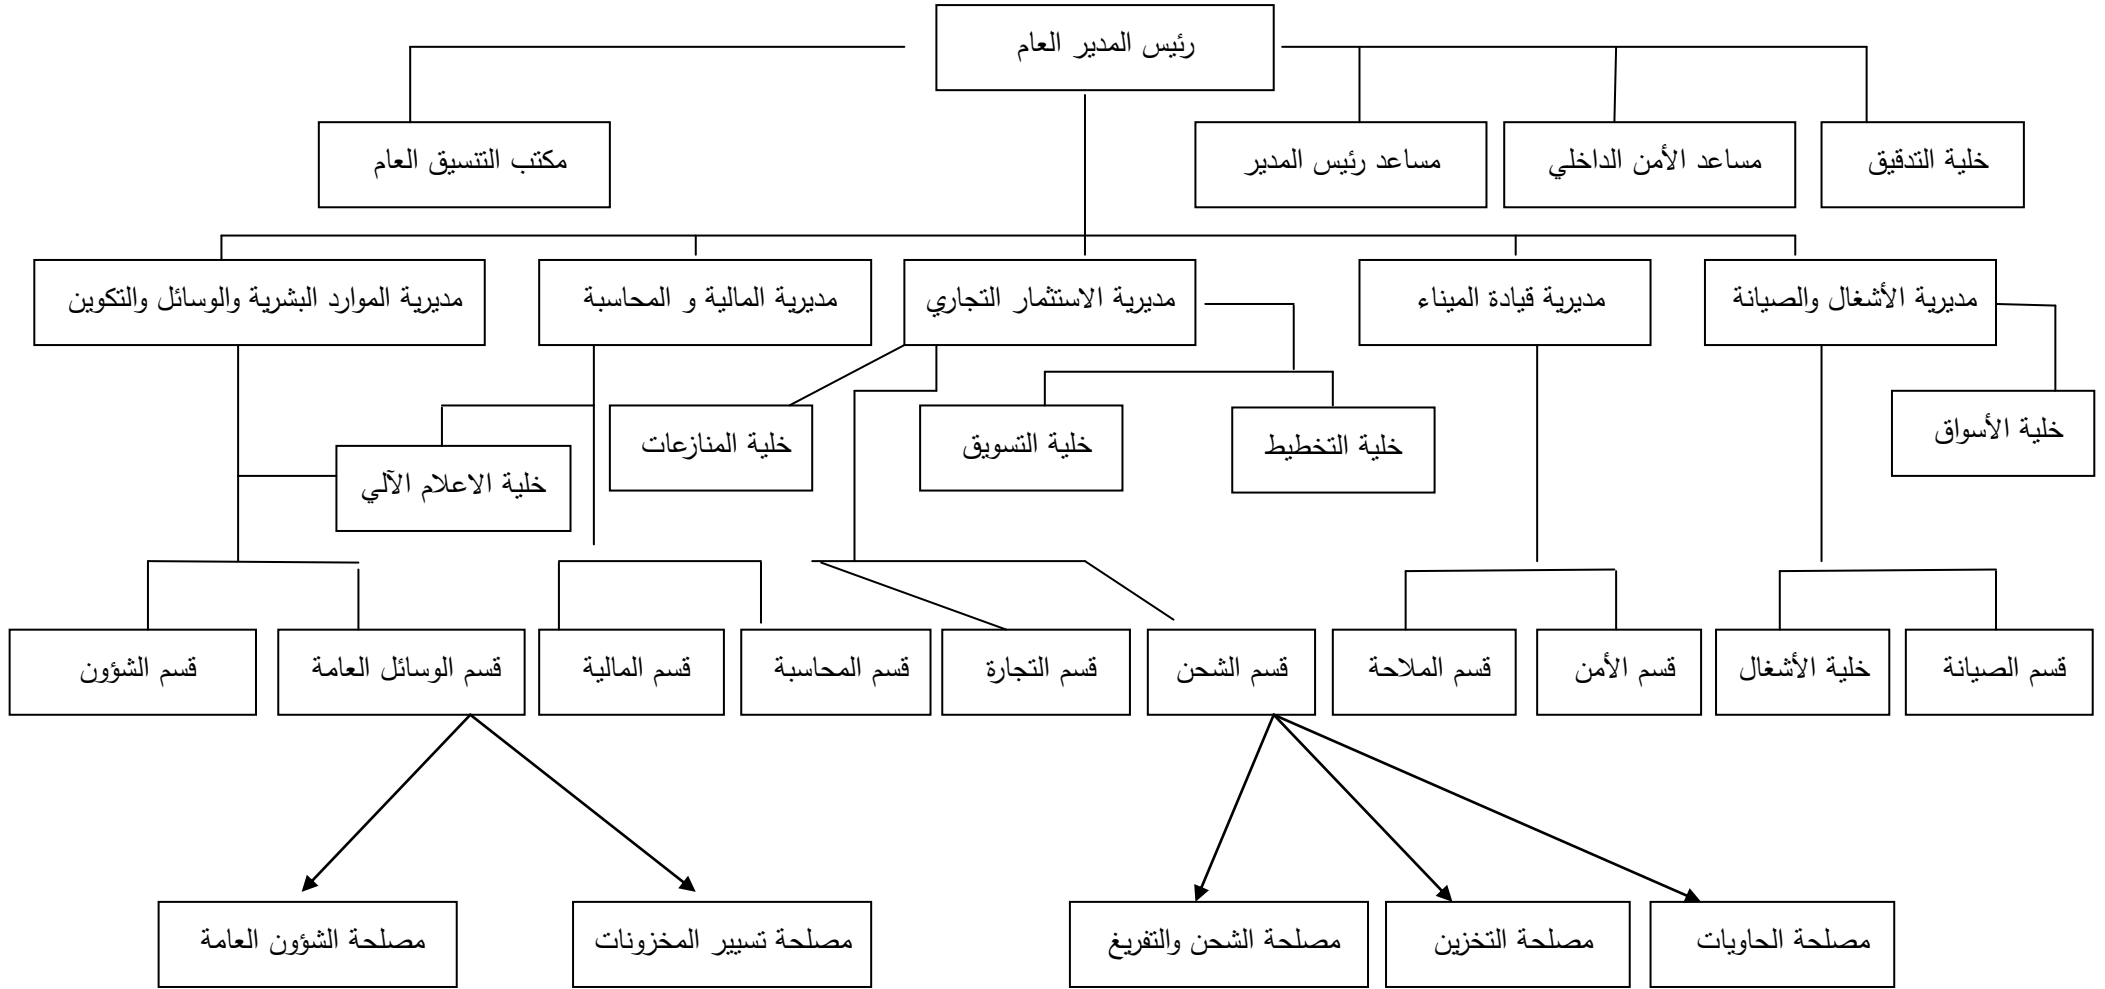 رئيس المدير العام
خلية التدقيق
مساعد الأمن الداخلي
مساعد رئيس المدير
مكتب التنسيق العام
مديرية الأشغال والصيانة
مديرية قيادة الميناء
مديرية الاستثمار التجاري
مديرية المالية و المحاسبة
مديرية الموارد البشرية والوسائل والتكوين
خلية الأسواق
خلية التخطيط
خلية التسويق
خلية المنازعات
خلية الاعلام الآلي
قسم الصيانة
خلية الأشغال
قسم الأمن
قسم الملاحة
قسم الشحن
قسم التجارة
قسم المحاسبة
قسم المالية
قسم الوسائل العامة
قسم الشؤون
مصلحة الحاويات
مصلحة التخزين
مصلحة الشحن والتفريغ
مصلحة تسيير المخزونات
مصلحة الشؤون العامة